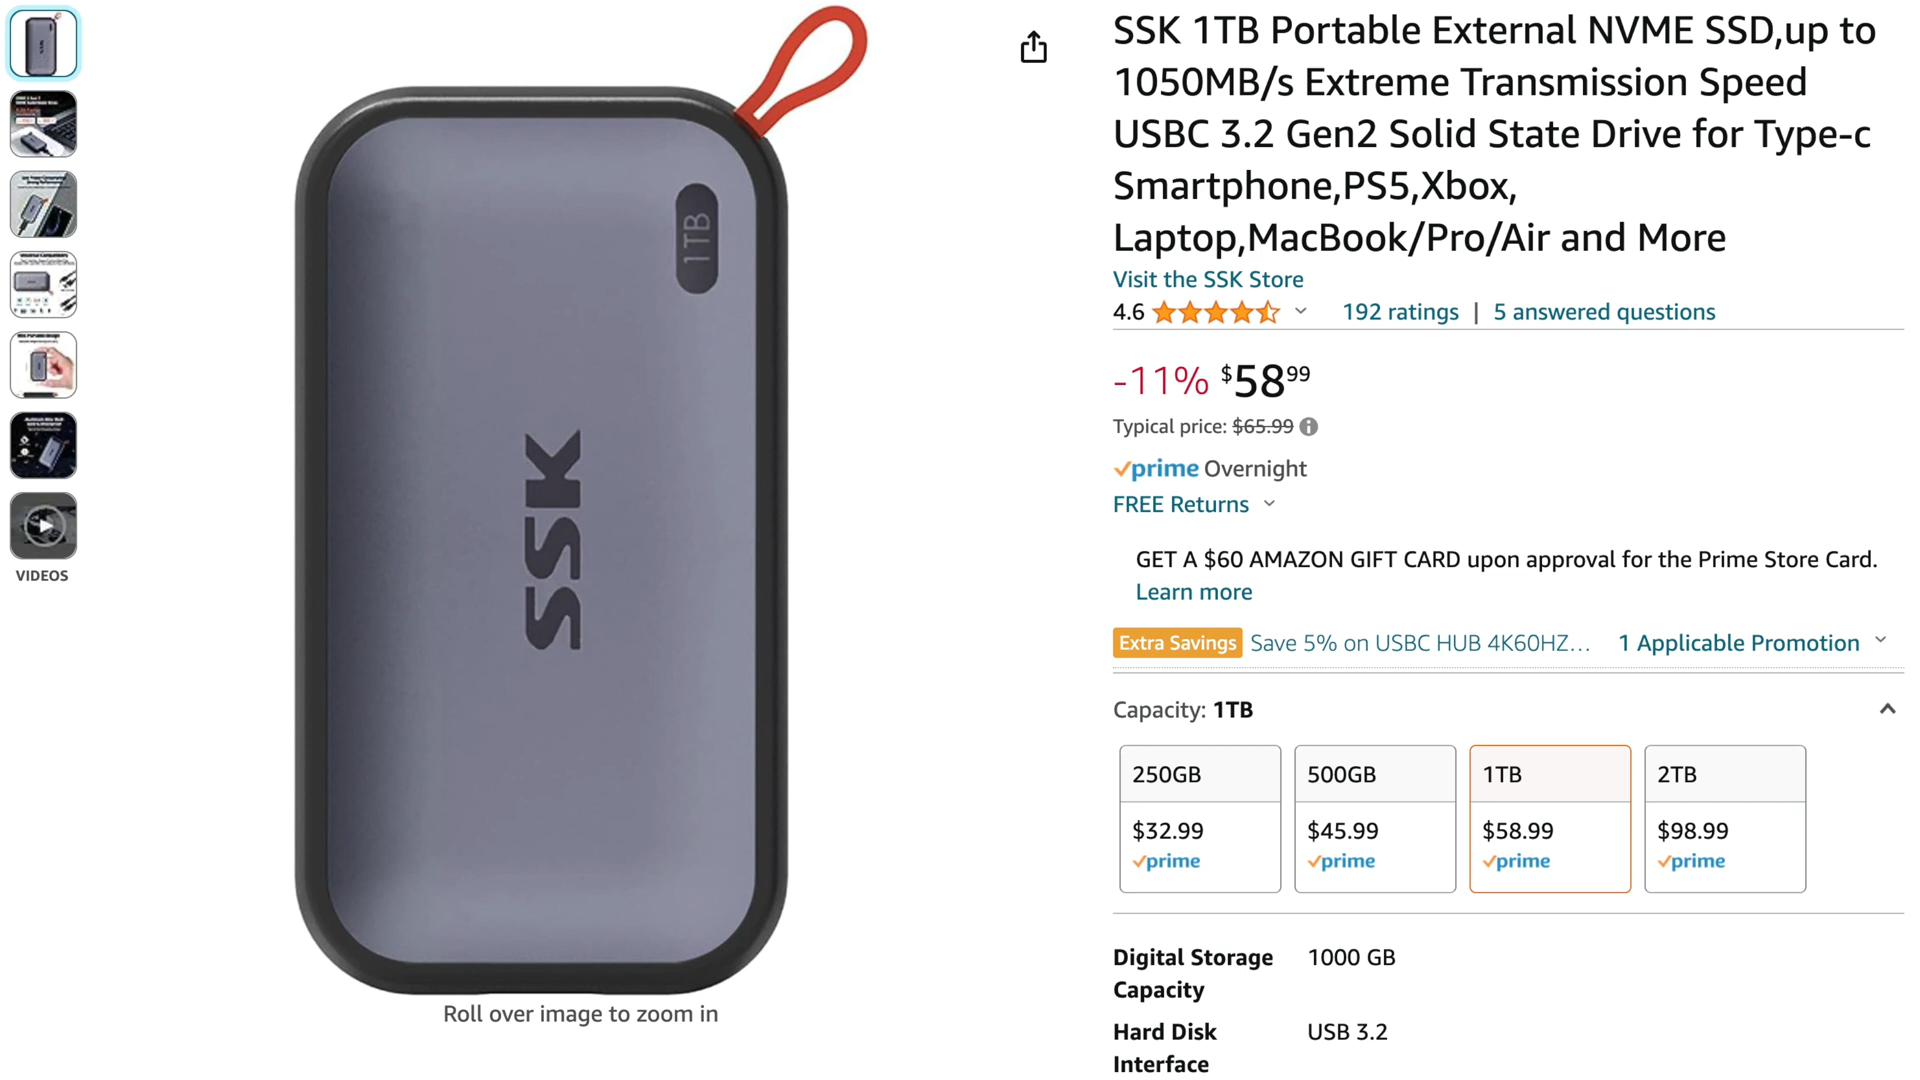 SSK 1TB Portable External NVME SSD,up to
1050MB/s Extreme Transmission Speed
USBC 3.2 Gen2 Solid State Drive for Type-c
Smartphone,PS5,Xbox,
Laptop,MacBook/Pro/Air and More
Visit the SSK Store
4.6
192 ratings | 5 answered questions
-11% $58 99
Typical price: $65.99
prime Overnight
FREE Returns
GET A $60 AMAZON GIFT CARD upon approval for the Prime Store Card.
Learn more
Extra Savings Save 5% on USBC HUB 4K60HZ... 1 Applicable Promotion
Capacity: 1TB
250GB 500GB 1TB 2TB
$32.99 $45.99 $58.99 $98.99
prime prime prime prime
Digital Storage 1000 GB
Capacity
Hard Disk USB 3.2
Interface
1TB
SSK
Roll over image to zoom in
VIDEOS